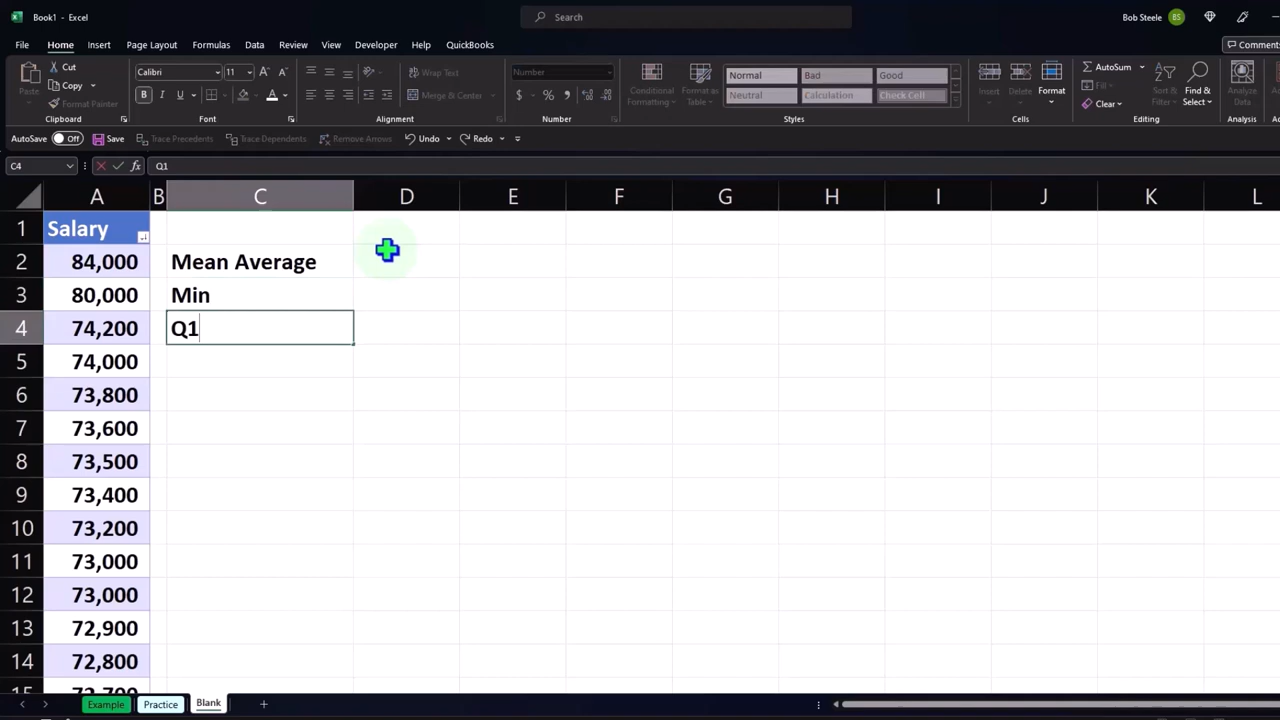 Book1 - Excel
Search
Bob Steele BS
File Home Insert Page Layout Formulas Data Review View Developer Help QuickBooks Comments
Paste
Cut
Copy
Format Painter
Clipboard
Calibri 11
B I U
Font
Wrap Text
Merge & Center
Alignment
Number
Number
Conditional Formatting
Format as Table
Normal Bad Good
Neutral Calculation Check Cell
Styles
Insert Delete Format
Cells
AutoSum
Fill
Clear
Sort & Filter
Find & Select
Editing
Analyze Data
Analysis
AutoSave Off Save Trace Precedents Trace Dependents Remove Arrows Undo Redo
C4 fx Q1
A B C D E F G H I J K L
1 Salary
2 84,000 Mean Average
3 80,000 Min
4 74,200 Q1
5 74,000
6 73,800
7 73,600
8 73,500
9 73,400
10 73,200
11 73,000
12 73,000
13 72,900
14 72,800
15 72,700
Example Practice Blank